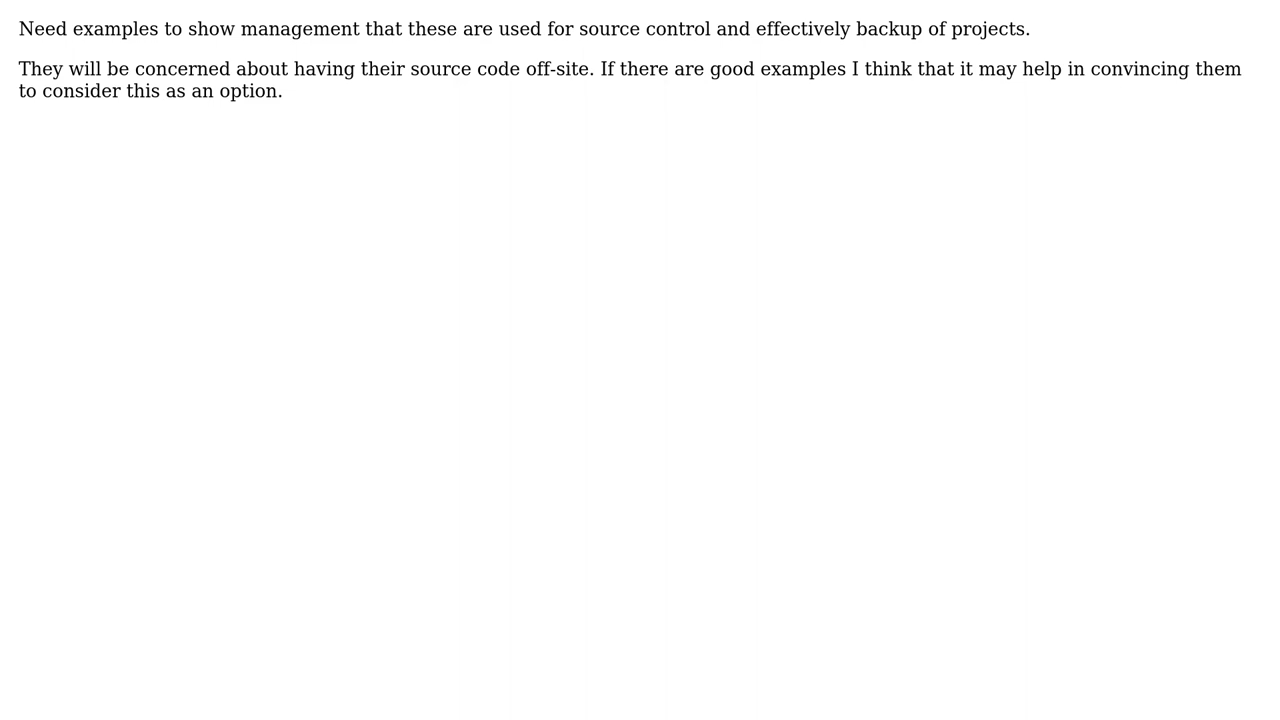 Need examples to show management that these are used for source control and effectively backup of projects.
They will be concerned about having their source code off-site. If there are good examples I think that it may help in convincing them
to consider this as an option.